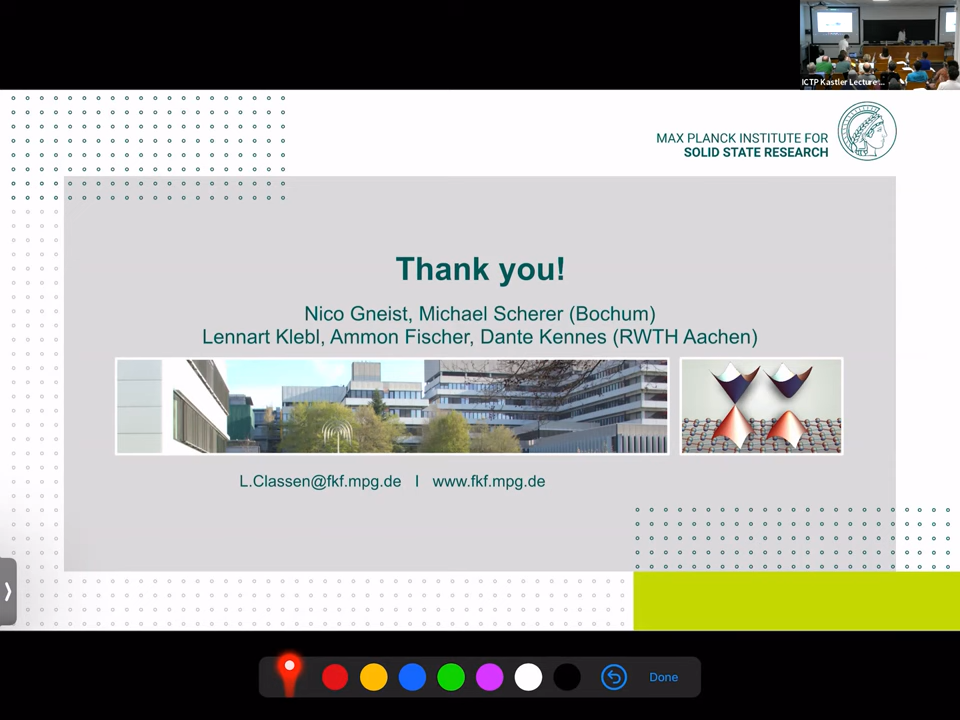 ICTP Kastler Lecture ...
MAX PLANCK INSTITUTE FOR
SOLID STATE RESEARCH
Thank you!
Nico Gneist, Michael Scherer (Bochum)
Lennart Klebl, Ammon Fischer, Dante Kennes (RWTH Aachen)
L.Classen@fkf.mpg.de I www.fkf.mpg.de
Done